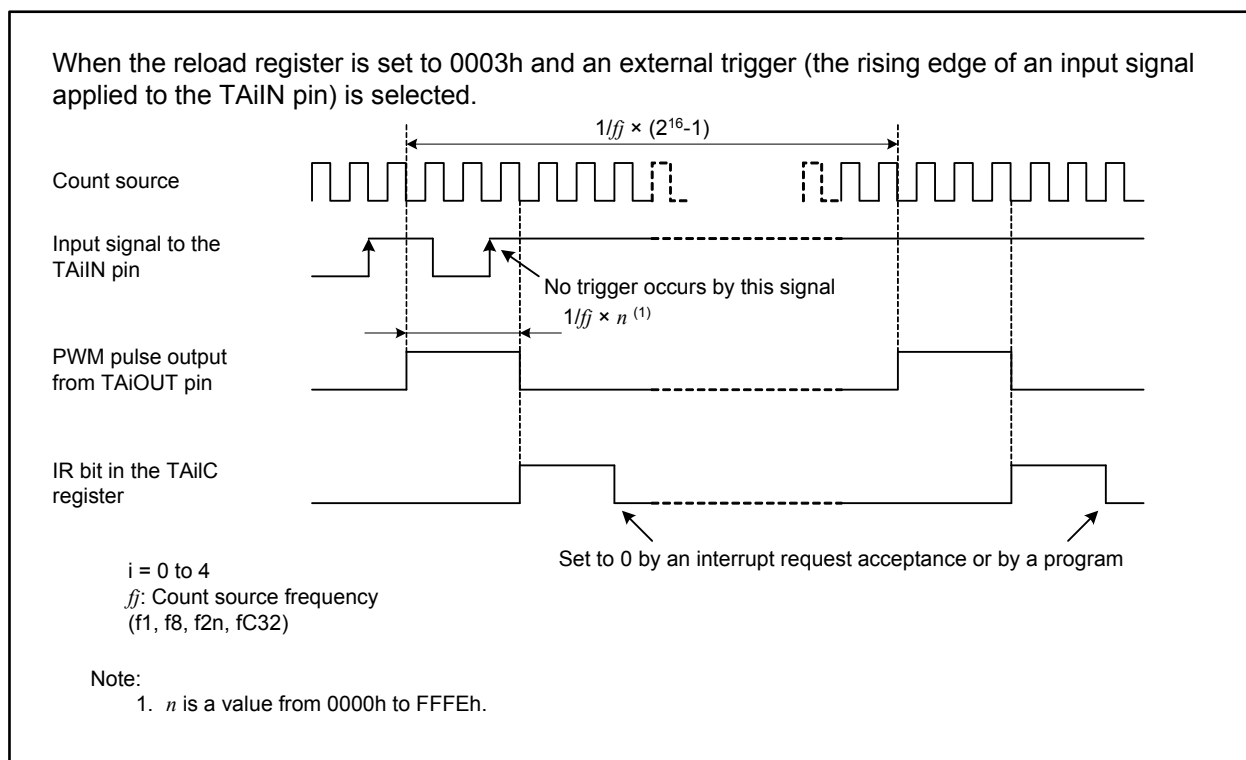 When the reload register is set to 0003h and an external trigger (the rising edge of an input signal
applied to the TAiIN pin) is selected.
1/fj × (2¹⁶-1)
Count source
Input signal to the
TAiIN pin
No trigger occurs by this signal
1/fj × n ⁽¹⁾
PWM pulse output
from TAiOUT pin
IR bit in the TAiIC
register
Set to 0 by an interrupt request acceptance or by a program
i = 0 to 4
fj: Count source frequency
(f1, f8, f2n, fC32)
Note:
1. n is a value from 0000h to FFFEh.